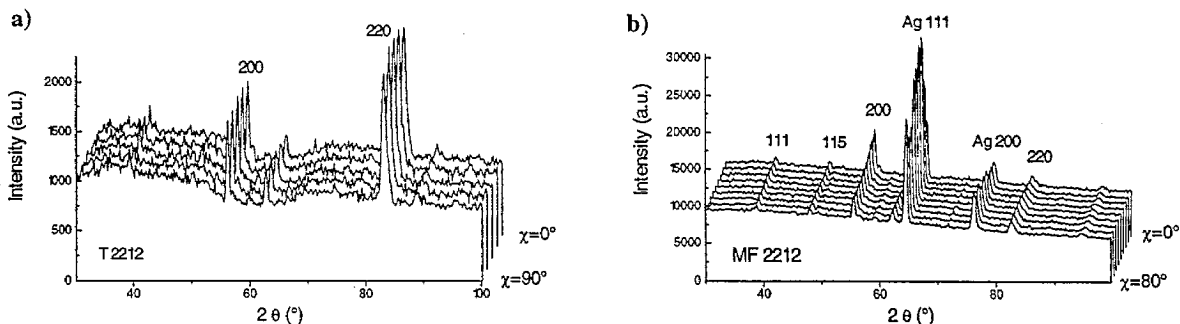 a)
200
220
2000
1500
1000
500
0
Intensity (a.u.)
T 2212
χ=0°
χ=90°
40
60
80
100
2 θ (°)
b)
Ag 111
30000
25000
20000
15000
10000
5000
0
Intensity (a.u.)
111
115
200
Ag 200
220
MF 2212
χ=0°
χ=80°
40
60
80
2 θ (°)